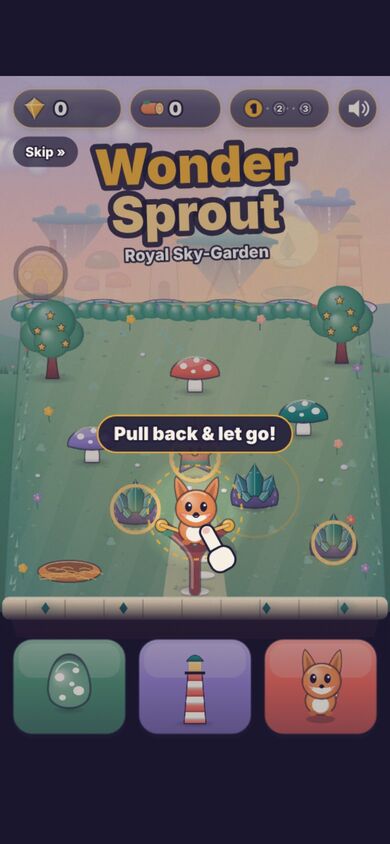 0
0
1 2 3
Skip »
Wonder
Sprout
Royal Sky-Garden
Pull back & let go!